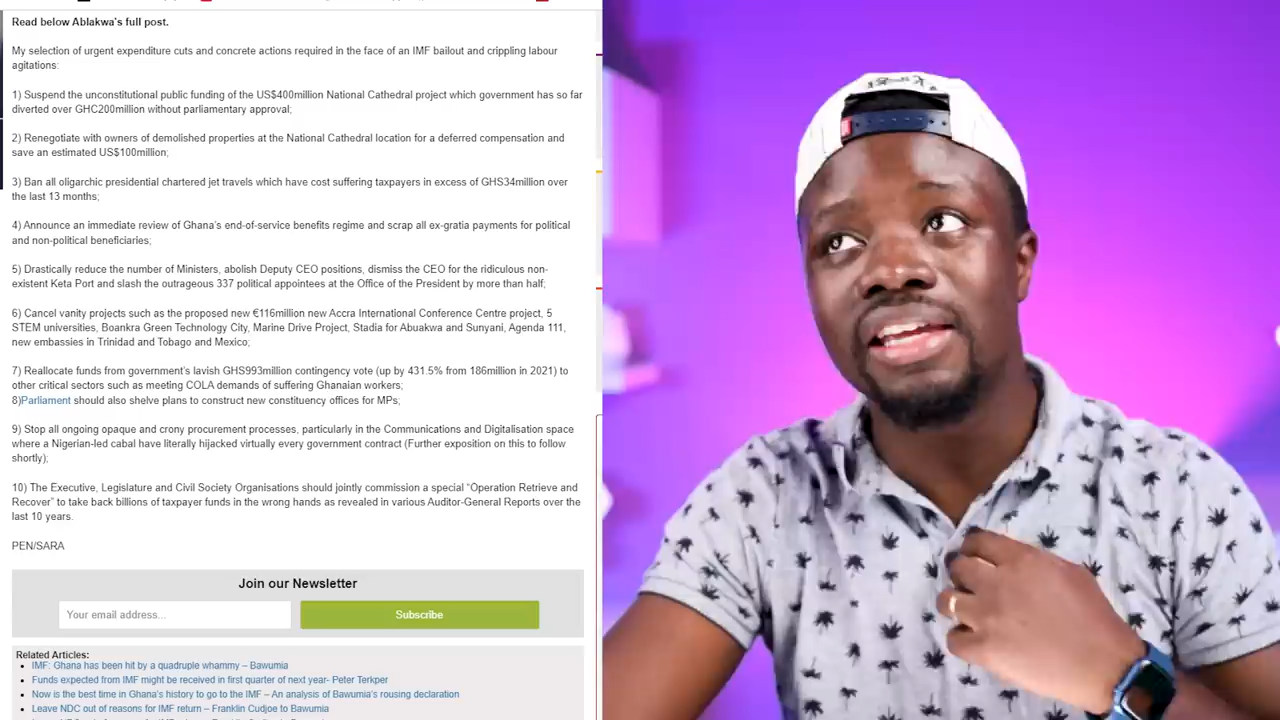 Read below Ablakwa's full post.
My selection of urgent expenditure cuts and concrete actions required in the face of an IMF bailout and crippling labour
agitations:
1) Suspend the unconstitutional public funding of the US$400million National Cathedral project which government has so far
diverted over GHC200million without parliamentary approval;
2) Renegotiate with owners of demolished properties at the National Cathedral location for a deferred compensation and
save an estimated US$100million;
3) Ban all oligarchic presidential chartered jet travels which have cost suffering taxpayers in excess of GHS34million over
the last 13 months;
4) Announce an immediate review of Ghana's end-of-service benefits regime and scrap all ex-gratia payments for political
and non-political beneficiaries;
5) Drastically reduce the number of Ministers, abolish Deputy CEO positions, dismiss the CEO for the ridiculous non-
existent Keta Port and slash the outrageous 337 political appointees at the Office of the President by more than half;
6) Cancel vanity projects such as the proposed new €116million new Accra International Conference Centre project, 5
STEM universities, Boankra Green Technology City, Marine Drive Project, Stadia for Abuakwa and Sunyani, Agenda 111,
new embassies in Trinidad and Tobago and Mexico;
7) Reallocate funds from government's lavish GHS993million contingency vote (up by 431.5% from 186million in 2021) to
other critical sectors such as meeting COLA demands of suffering Ghanaian workers;
8)Parliament should also shelve plans to construct new constituency offices for MPs;
9) Stop all ongoing opaque and crony procurement processes, particularly in the Communications and Digitalisation space
where a Nigerian-led cabal have literally hijacked virtually every government contract (Further exposition on this to follow
shortly);
10) The Executive, Legislature and Civil Society Organisations should jointly commission a special “Operation Retrieve and
Recover” to take back billions of taxpayer funds in the wrong hands as revealed in various Auditor-General Reports over the
last 10 years.
PEN/SARA
Join our Newsletter
Your email address...
Subscribe
Related Articles:
IMF: Ghana has been hit by a quadruple whammy – Bawumia
Funds expected from IMF might be received in first quarter of next year- Peter Terkper
Now is the best time in Ghana's history to go to the IMF – An analysis of Bawumia's rousing declaration
Leave NDC out of reasons for IMF return – Franklin Cudjoe to Bawumia